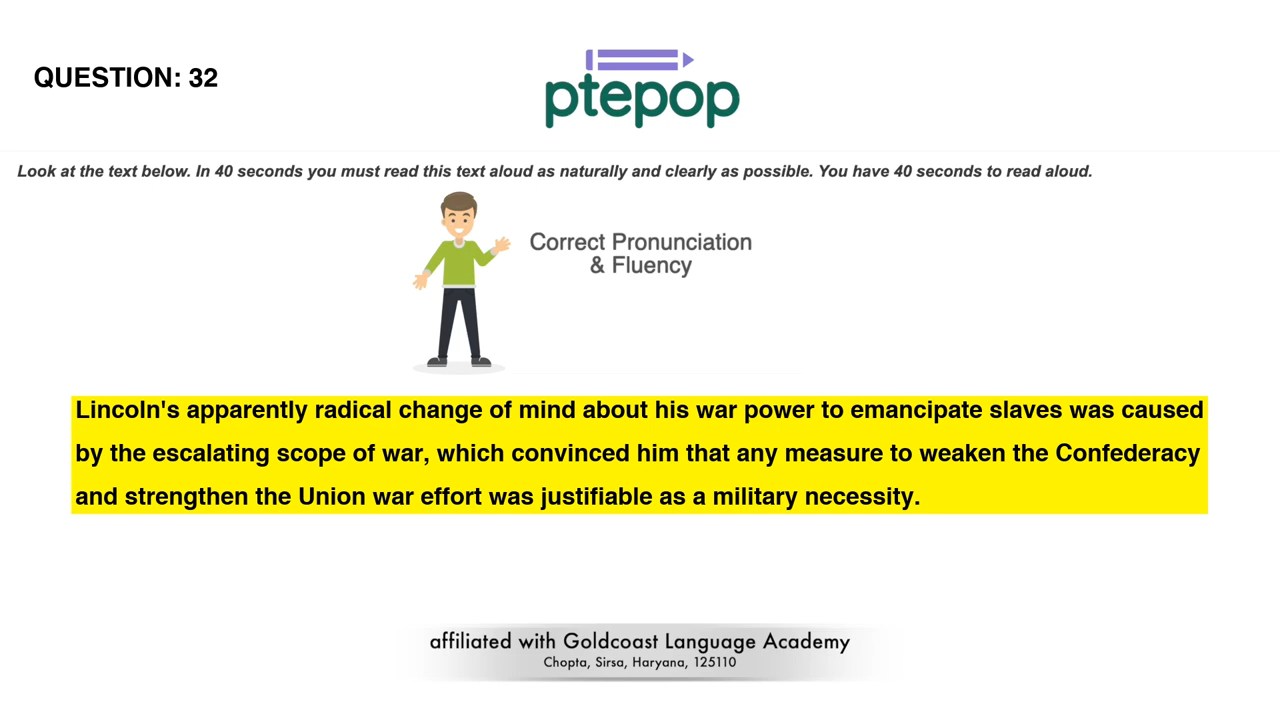 QUESTION: 32
ptepop
Look at the text below. In 40 seconds you must read this text aloud as naturally and clearly as possible. You have 40 seconds to read aloud.
Correct Pronunciation
& Fluency
Lincoln's apparently radical change of mind about his war power to emancipate slaves was caused
by the escalating scope of war, which convinced him that any measure to weaken the Confederacy
and strengthen the Union war effort was justifiable as a military necessity.
affiliated with Goldcoast Language Academy
Chopta, Sirsa, Haryana, 125110